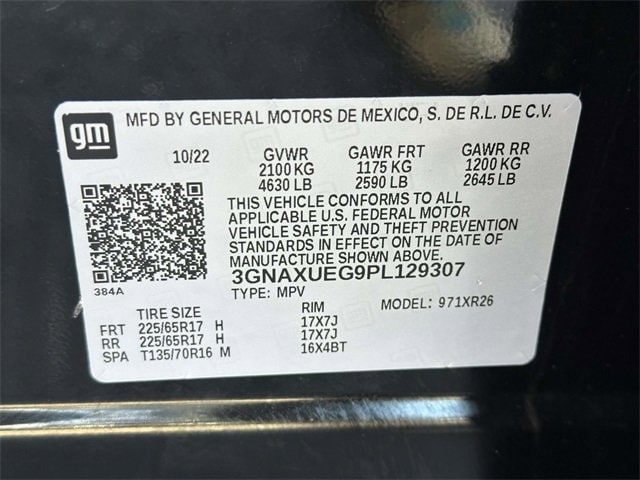 gm
MFD BY GENERAL MOTORS DE MEXICO, S. DE R.L. DE C.V.
10/22 GVWR GAWR FRT GAWR RR
2100 KG 1175 KG 1200 KG
4630 LB 2590 LB 2645 LB
THIS VEHICLE CONFORMS TO ALL
APPLICABLE U.S. FEDERAL MOTOR
VEHICLE SAFETY AND THEFT PREVENTION
STANDARDS IN EFFECT ON THE DATE OF
MANUFACTURE SHOWN ABOVE.
3GNAXUEG9PL129307
384A
TYPE: MPV MODEL: 971XR26
TIRE SIZE RIM
FRT 225/65R17 H 17X7J
RR 225/65R17 H 17X7J
SPA T135/70R16 M 16X4BT